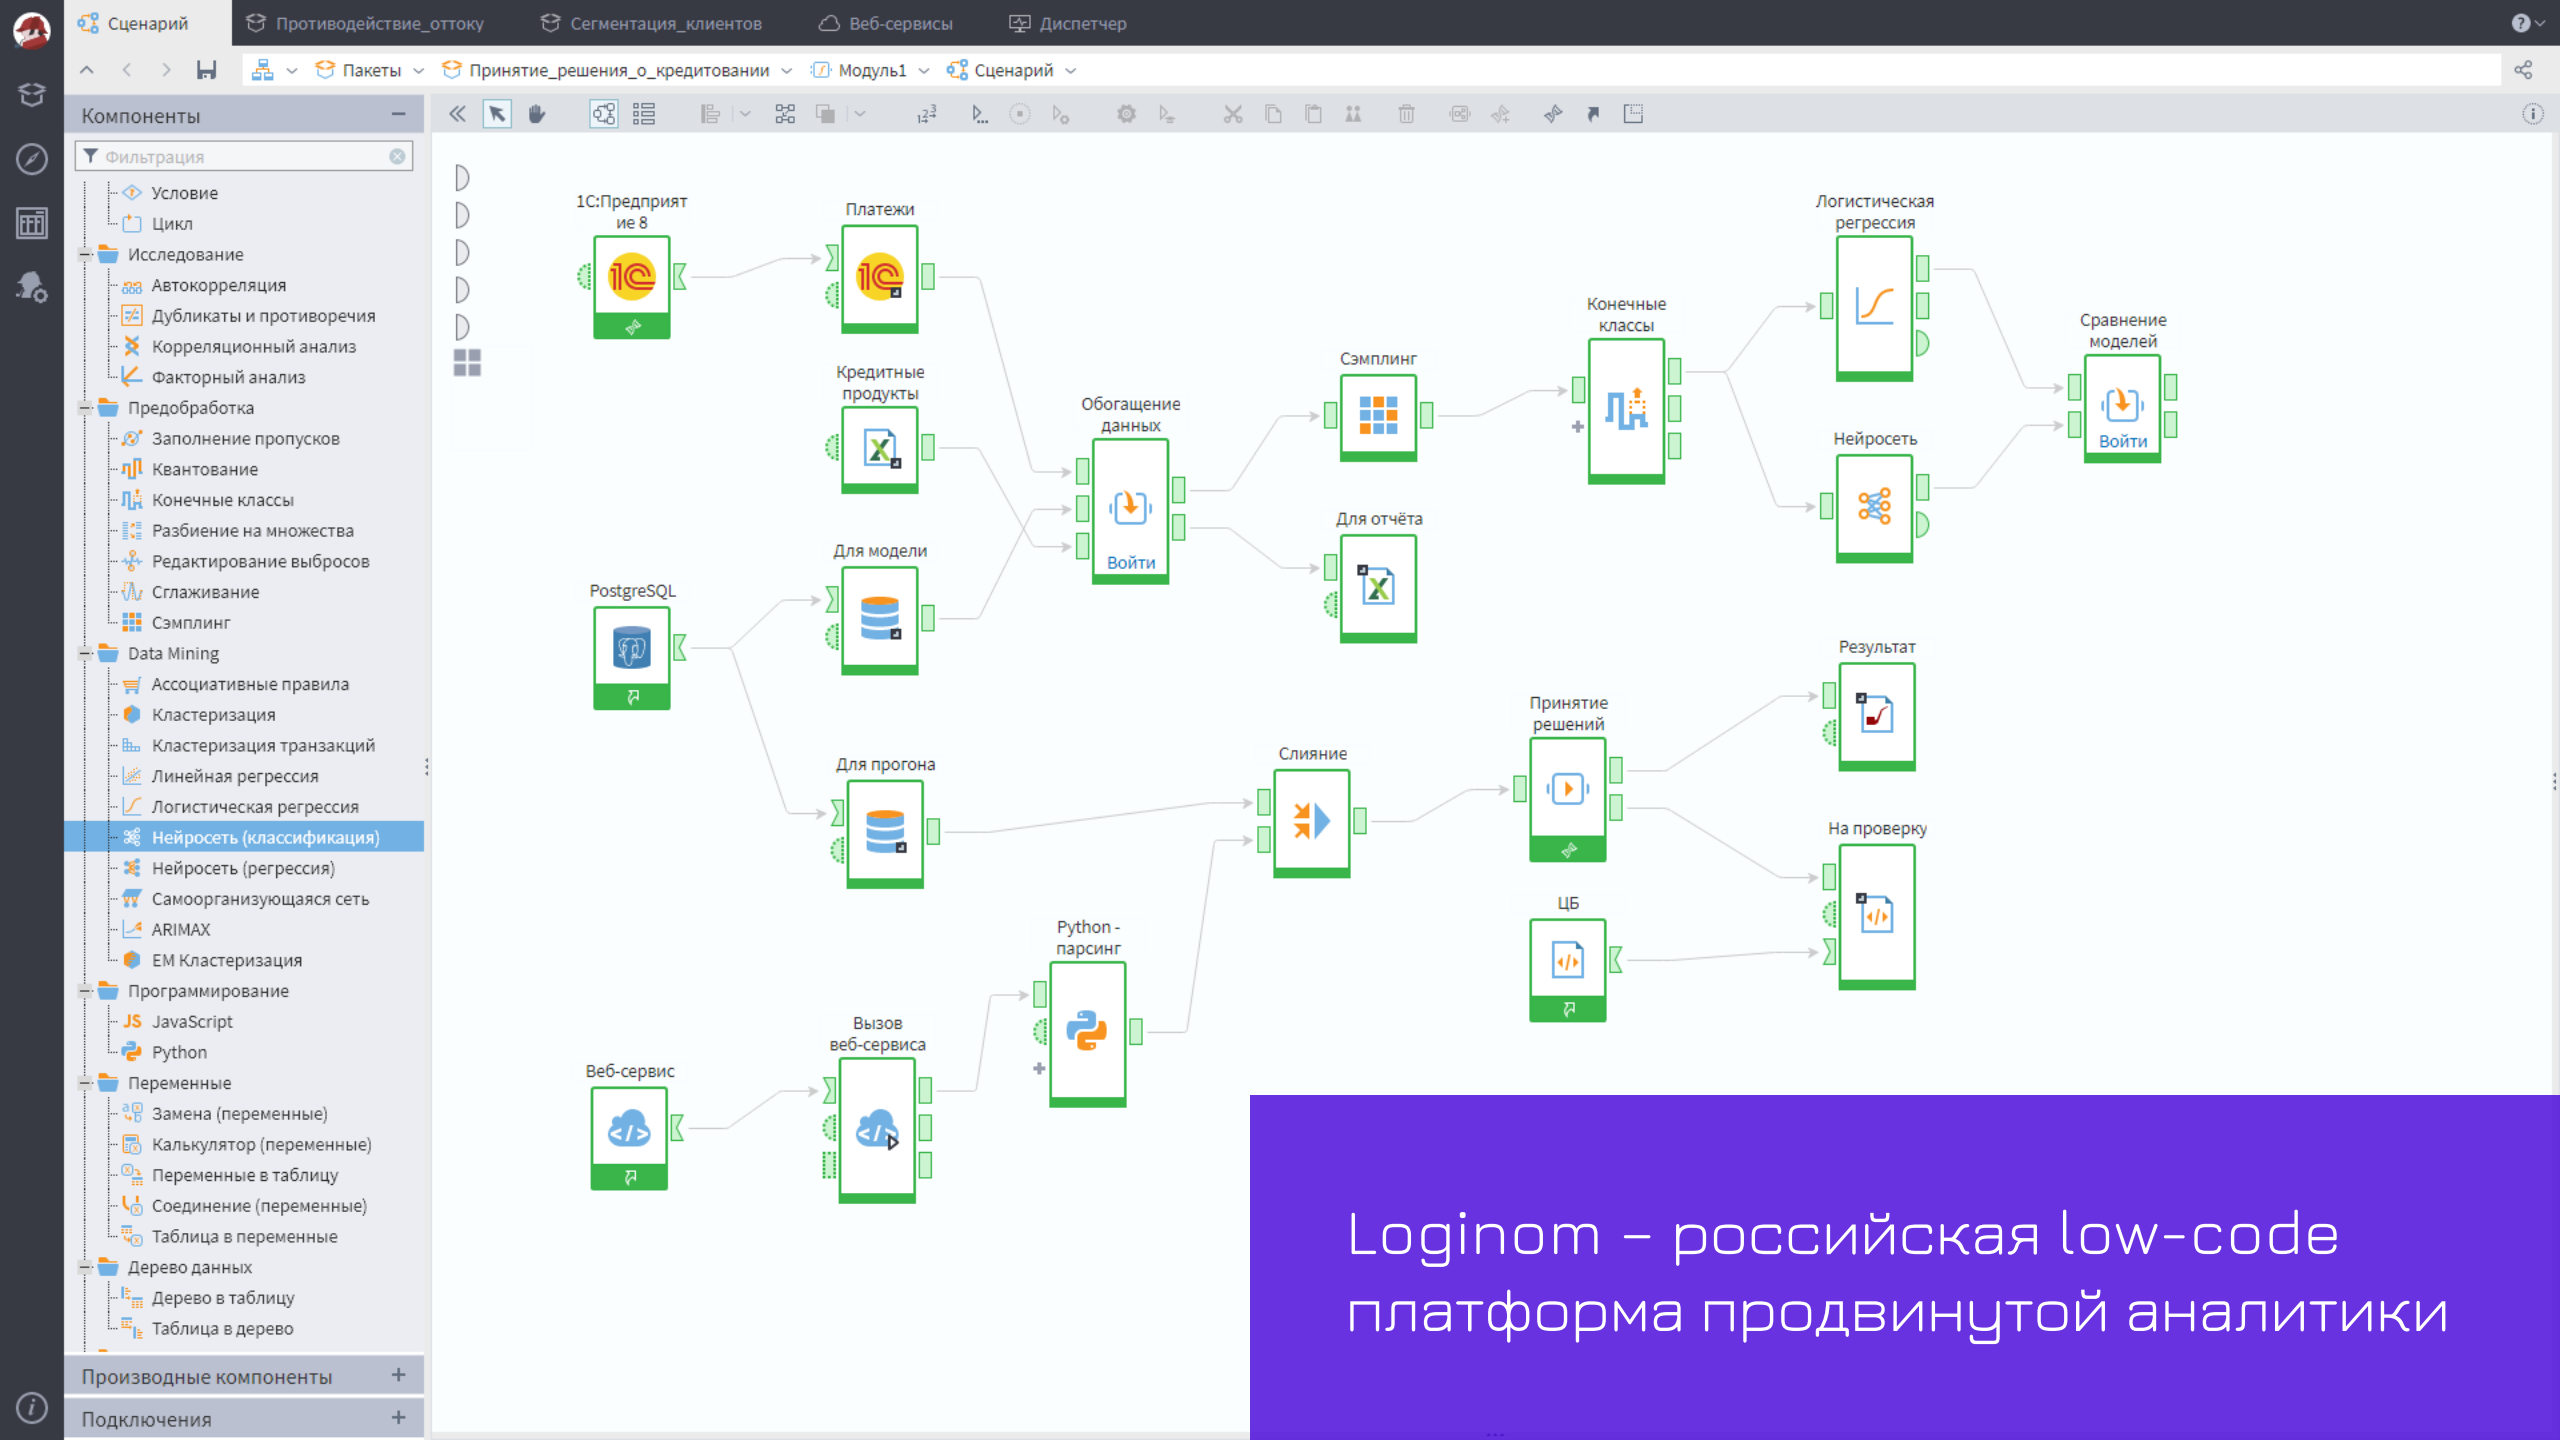 Сценарий
Противодействие_оттоку
Сегментация_клиентов
Веб-сервисы
Диспетчер
Пакеты
Принятие_решения_о_кредитовании
Модуль1
Сценарий
Компоненты
Фильтрация
Условие
Цикл
Исследование
Автокорреляция
Дубликаты и противоречия
Корреляционный анализ
Факторный анализ
Предобработка
Заполнение пропусков
Квантование
Конечные классы
Разбиение на множества
Редактирование выбросов
Сглаживание
Сэмплинг
Data Mining
Ассоциативные правила
Кластеризация
Кластеризация транзакций
Линейная регрессия
Логистическая регрессия
Нейросеть (классификация)
Нейросеть (регрессия)
Самоорганизующаяся сеть
ARIMAX
EM Кластеризация
Программирование
JS JavaScript
Python
Переменные
Замена (переменные)
Калькулятор (переменные)
Переменные в таблицу
Соединение (переменные)
Таблица в переменные
Дерево данных
Дерево в таблицу
Таблица в дерево
Производные компоненты
Подключения
1С:Предприят
ие 8
1С
Платежи
1С
Кредитные
продукты
Для модели
PostgreSQL
Обогащение
данных
Войти
Сэмплинг
Для отчёта
Конечные
классы
Логистическая
регрессия
Нейросеть
Сравнение
моделей
Войти
Для прогона
Слияние
Принятие
решений
Результат
На проверку
ЦБ
Python -
парсинг
Вызов
веб-сервиса
Веб-сервис
Loginom – российская low-code
платформа продвинутой аналитики